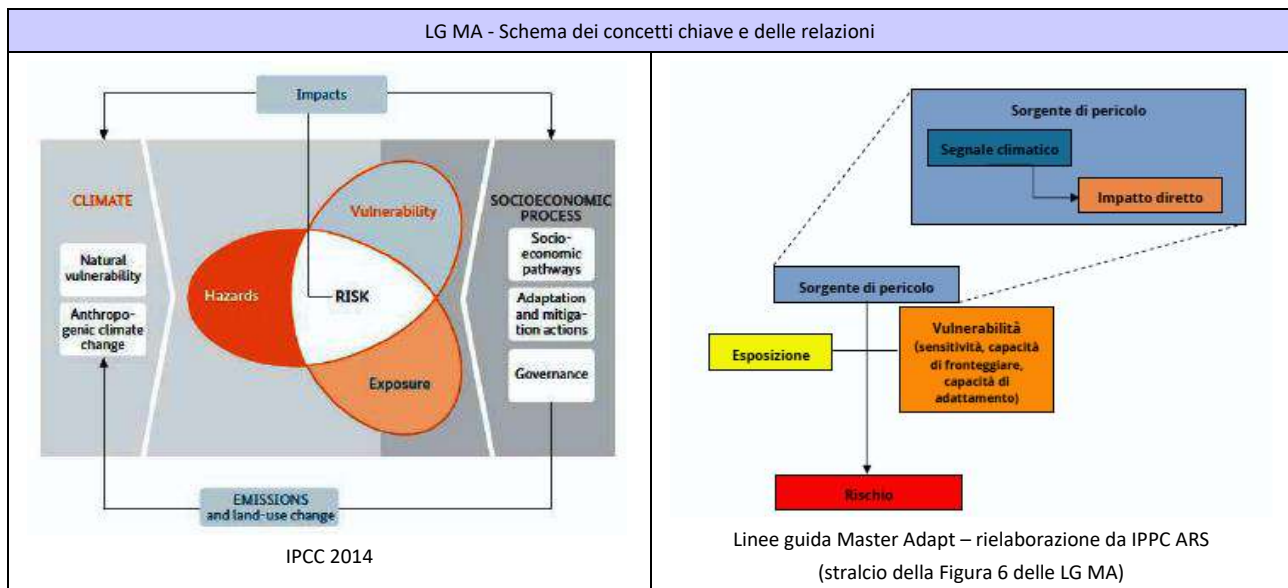 LG MA - Schema dei concetti chiave e delle relazioni
Impacts
CLIMATE
Natural
vulnerability
Anthropo-
genic climate
change
Vulnerability
Hazards
RISK
Exposure
SOCIOECONOMIC
PROCESS
Socio-
economic
pathways
Adaptation
and mitiga-
tion actions
Governance
EMISSIONS
and land-use change
IPCC 2014
Sorgente di pericolo
Segnale climatico
Impatto diretto
Sorgente di pericolo
Esposizione
Vulnerabilità
(sensitività, capacità
di fronteggiare,
capacità di
adattamento)
Rischio
Linee guida Master Adapt – rielaborazione da IPPC ARS
(stralcio della Figura 6 delle LG MA)